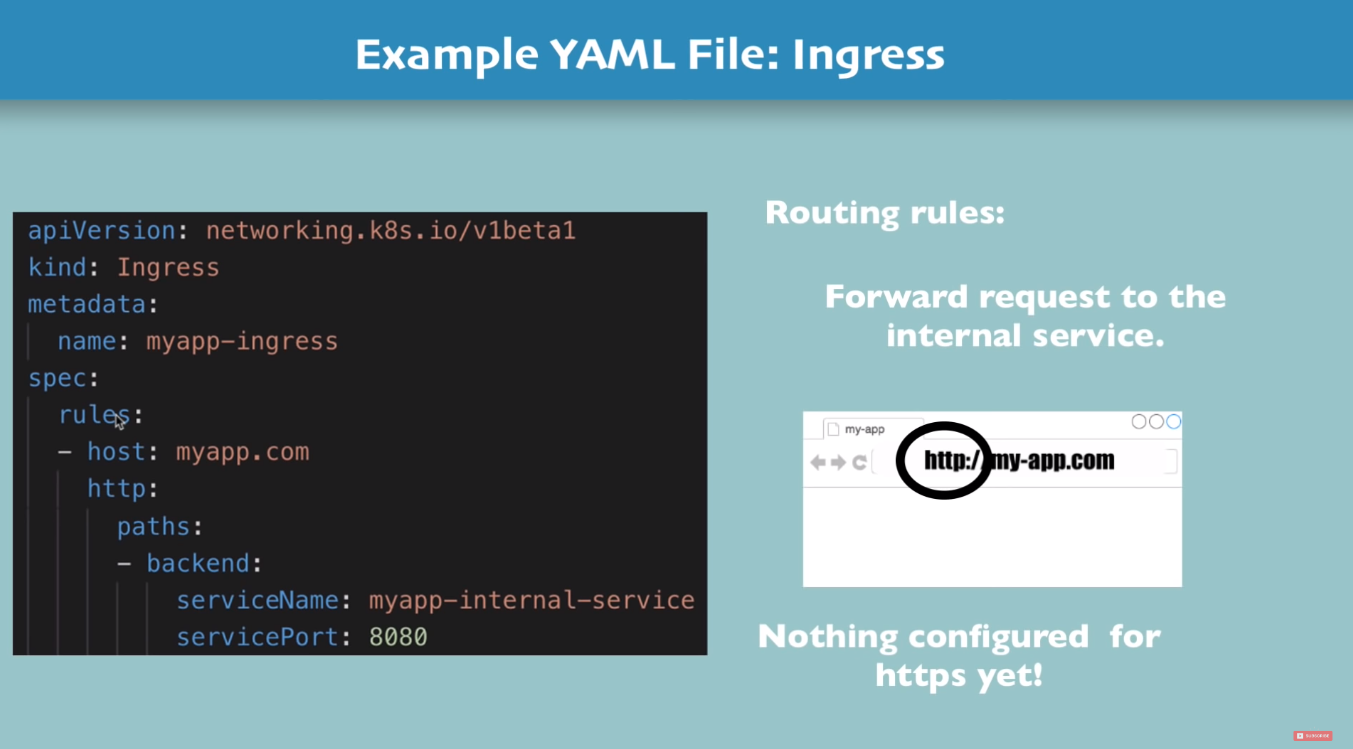 Example YAML File: Ingress
apiVersion: networking.k8s.io/v1beta1
kind: Ingress
metadata:
name: myapp-ingress
spec:
rules:
- host: myapp.com
http:
paths:
- backend:
serviceName: myapp-internal-service
servicePort: 8080
Routing rules:
Forward request to the
internal service.
my-app
http://my-app.com
Nothing configured for
https yet!
SUBSCRIBE